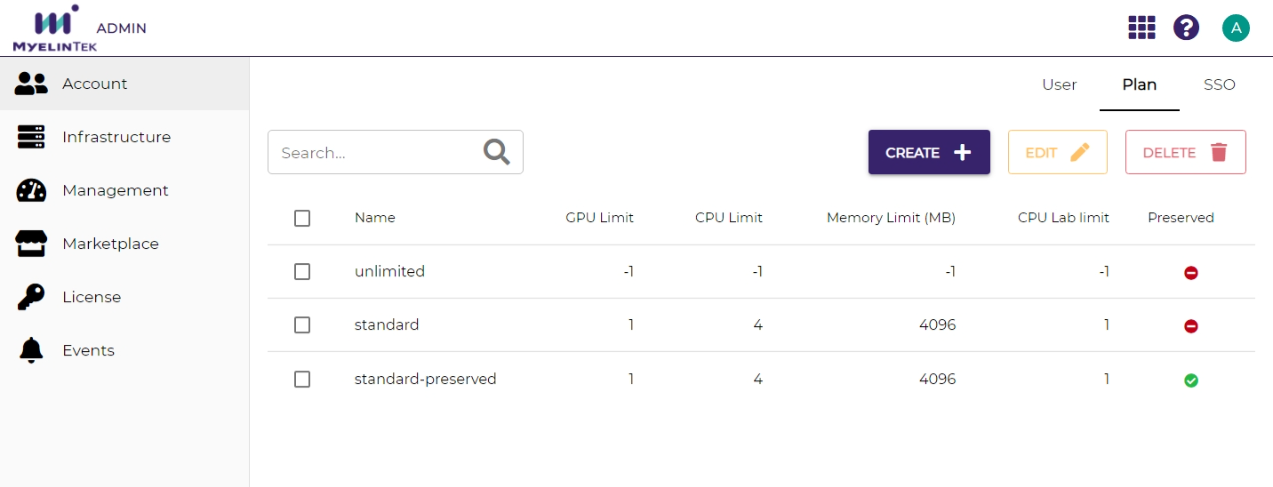 MYELINTEK ADMIN
A
Account
Infrastructure
Management
Marketplace
License
Events
User Plan SSO
Search...
CREATE EDIT DELETE
Name GPU Limit CPU Limit Memory Limit (MB) CPU Lab limit Preserved
unlimited -1 -1 -1 -1
standard 1 4 4096 1
standard-preserved 1 4 4096 1